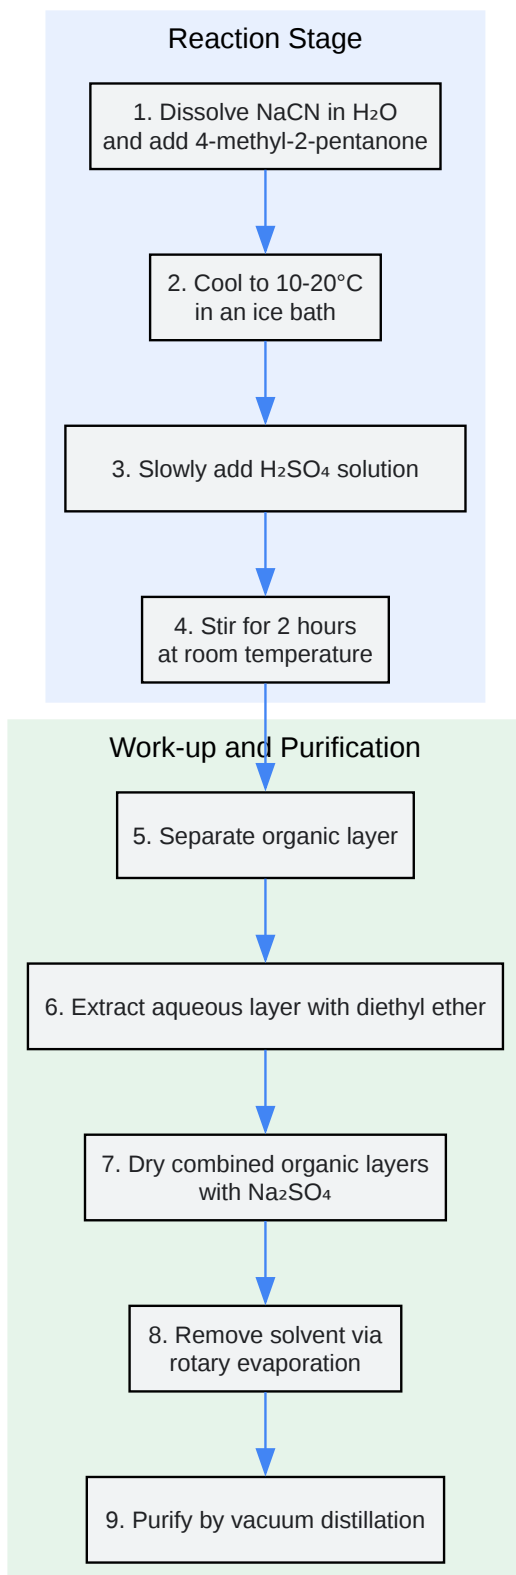 Reaction Stage
1. Dissolve NaCN in H₂O
and add 4-methyl-2-pentanone
2. Cool to 10-20°C
in an ice bath
3. Slowly add H₂SO₄ solution
4. Stir for 2 hours
at room temperature
Work-up and Purification
5. Separate organic layer
6. Extract aqueous layer with diethyl ether
7. Dry combined organic layers
with Na₂SO₄
8. Remove solvent via
rotary evaporation
9. Purify by vacuum distillation